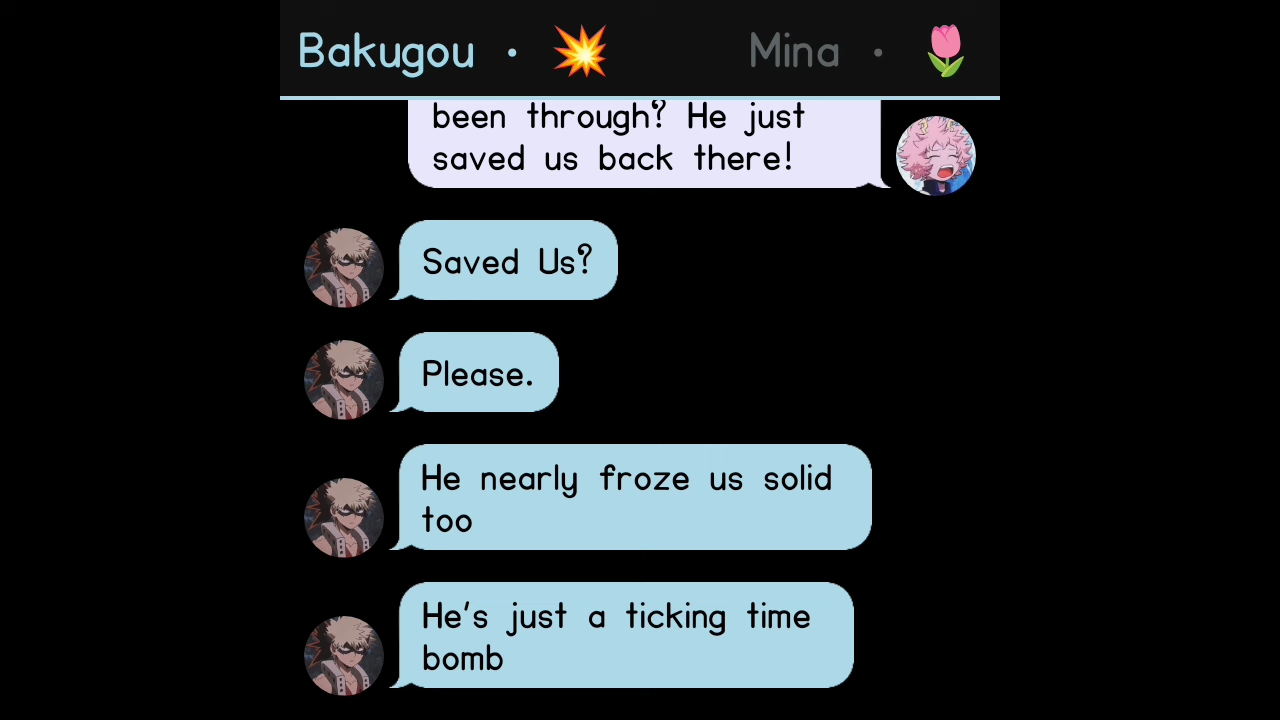 Bakugou • 💥 Mina • 🌷
been through? He just
saved us back there!
Saved Us?
Please.
He nearly froze us solid
too
He's just a ticking time
bomb